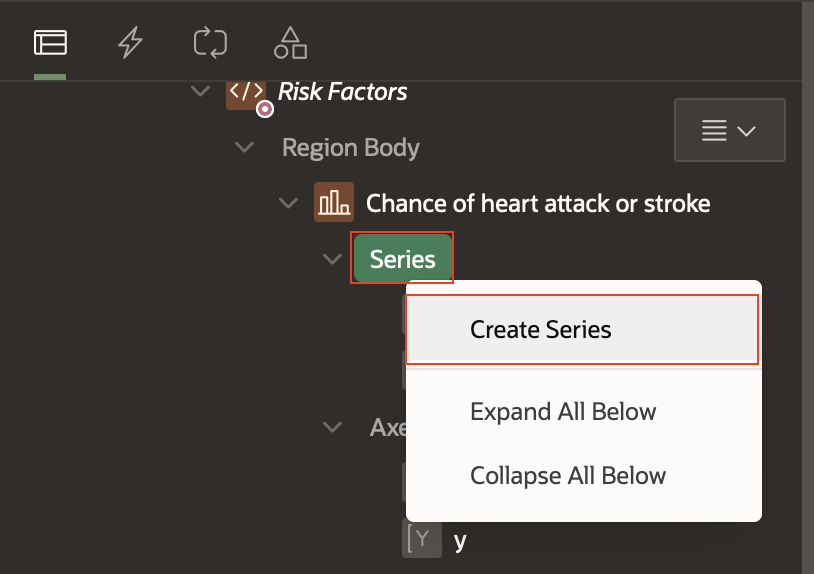 Risk Factors
Region Body
Chance of heart attack or stroke
Series
Create Series
Expand All Below
Axe
Collapse All Below
Y y